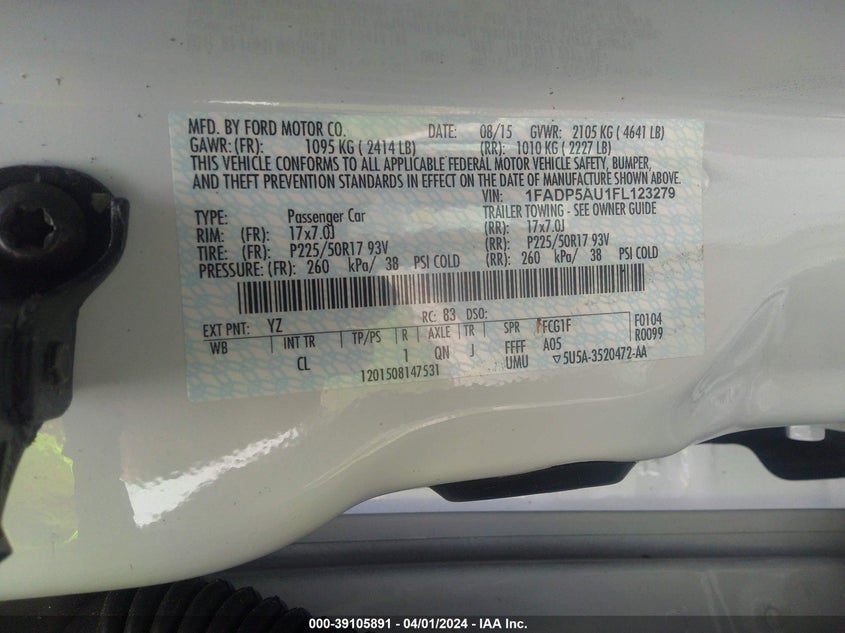 MFD. BY FORD MOTOR CO. DATE: 08/15 GVWR: 2105 KG ( 4641 LB)
GAWR: (FR): 1095 KG ( 2414 LB) (RR): 1010 KG ( 2227 LB)
THIS VEHICLE CONFORMS TO ALL APPLICABLE FEDERAL MOTOR VEHICLE SAFETY, BUMPER,
AND THEFT PREVENTION STANDARDS IN EFFECT ON THE DATE OF MANUFACTURE SHOWN ABOVE.
VIN: 1FADP5AU1FL123279
TYPE: Passenger Car TRAILER TOWING - SEE OWNER GUIDE
RIM: (FR): 17x7.0J (RR): 17x7.0J
TIRE: (FR): P225/50R17 93V (RR): P225/50R17 93V
PRESSURE: (FR): 260 kPa/ 38 PSI COLD (RR): 260 kPa/ 38 PSI COLD
EXT PNT: YZ RC: 83 DSO: FCG1F F0104
WB INT TR TP/PS R AXLE TR SPR A05 R0099
CL 1 QN J FFFF
UMU ▽5U5A-3520472-AA
1201508147531
000-39105891 - 04/01/2024 - IAA Inc.